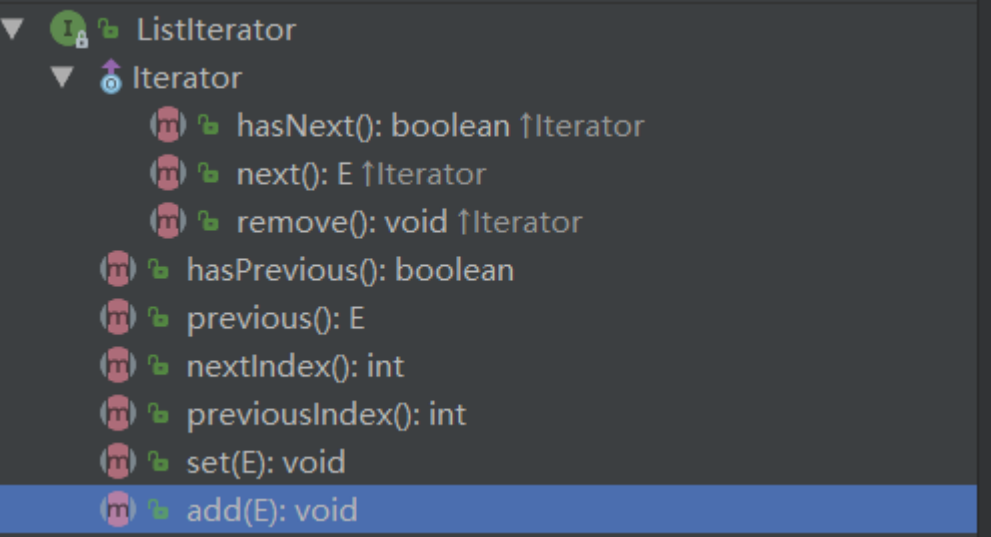 ListIterator
Iterator
hasNext(): boolean ↑Iterator
next(): E ↑Iterator
remove(): void ↑Iterator
hasPrevious(): boolean
previous(): E
nextIndex(): int
previousIndex(): int
set(E): void
add(E): void